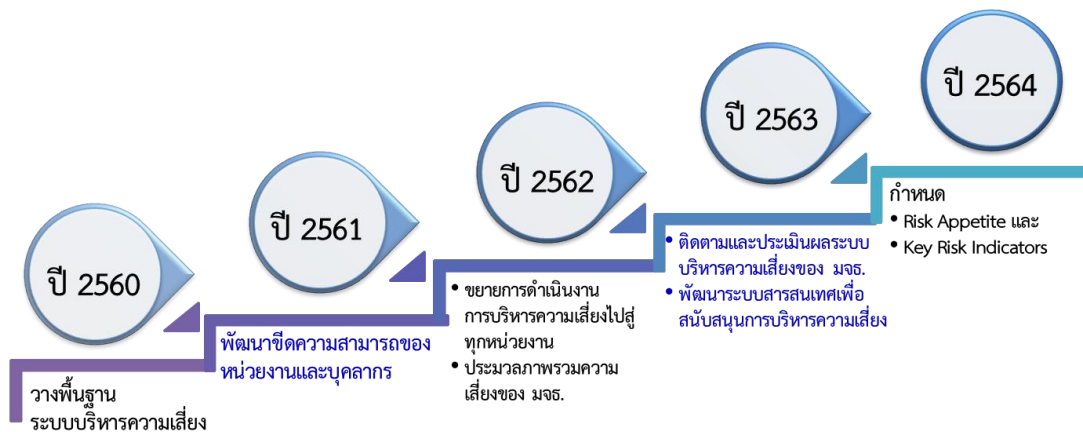 ปี 2560
วางพื้นฐาน
ระบบบริหารความเสี่ยง
ปี 2561
พัฒนาขีดความสามารถของ
หน่วยงานและบุคลากร
ปี 2562
• ขยายการดำเนินงาน
การบริหารความเสี่ยงไปสู่
ทุกหน่วยงาน
• ประมวลภาพรวมความ
เสี่ยงของ มจธ.
ปี 2563
• ติดตามและประเมินผลระบบ
บริหารความเสี่ยงของ มจธ.
• พัฒนาระบบสารสนเทศเพื่อ
สนับสนุนการบริหารความเสี่ยง
ปี 2564
กำหนด
• Risk Appetite และ
• Key Risk Indicators